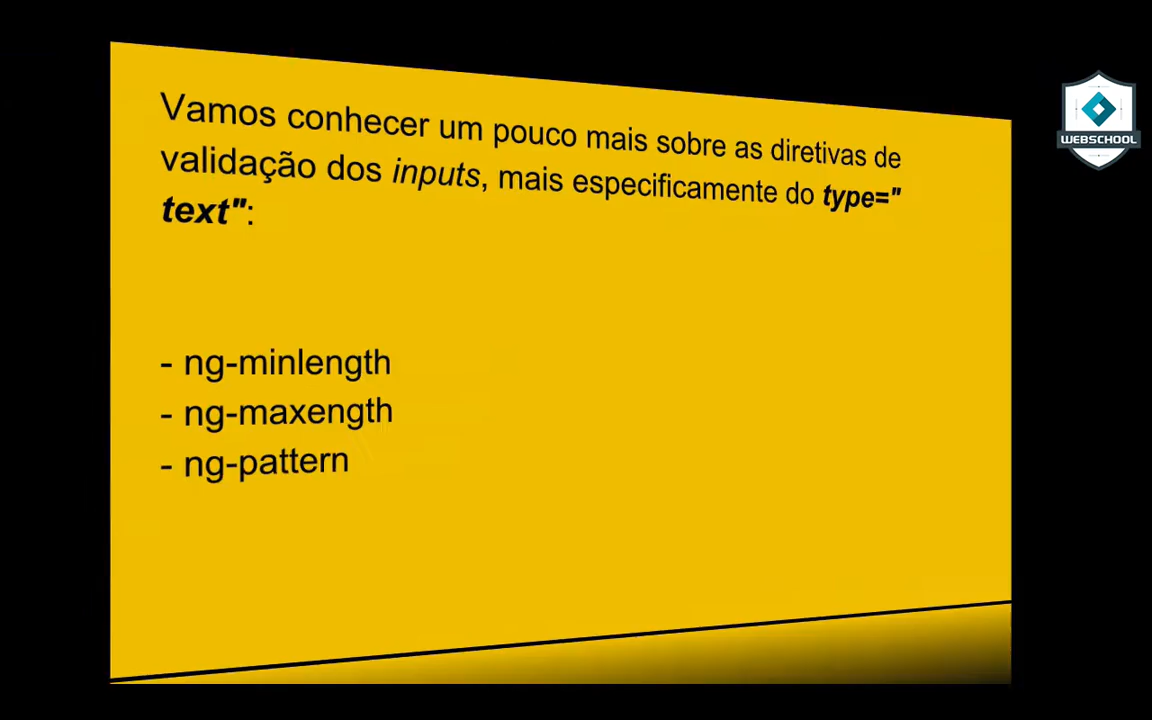 Vamos conhecer um pouco mais sobre as diretivas de
validação dos inputs, mais especificamente do type="
text":
- ng-minlength
- ng-maxength
- ng-pattern
WEBSCHOOL